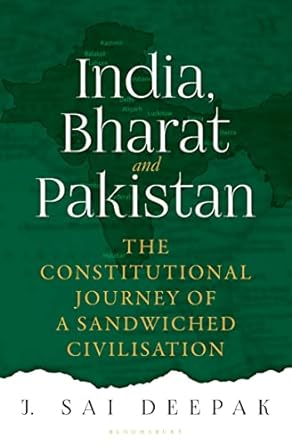 India,
Bharat
and
Pakistan
THE
CONSTITUTIONAL
JOURNEY OF
A SANDWICHED
CIVILISATION
J. SAI DEEPAK
BLOOMSBURY